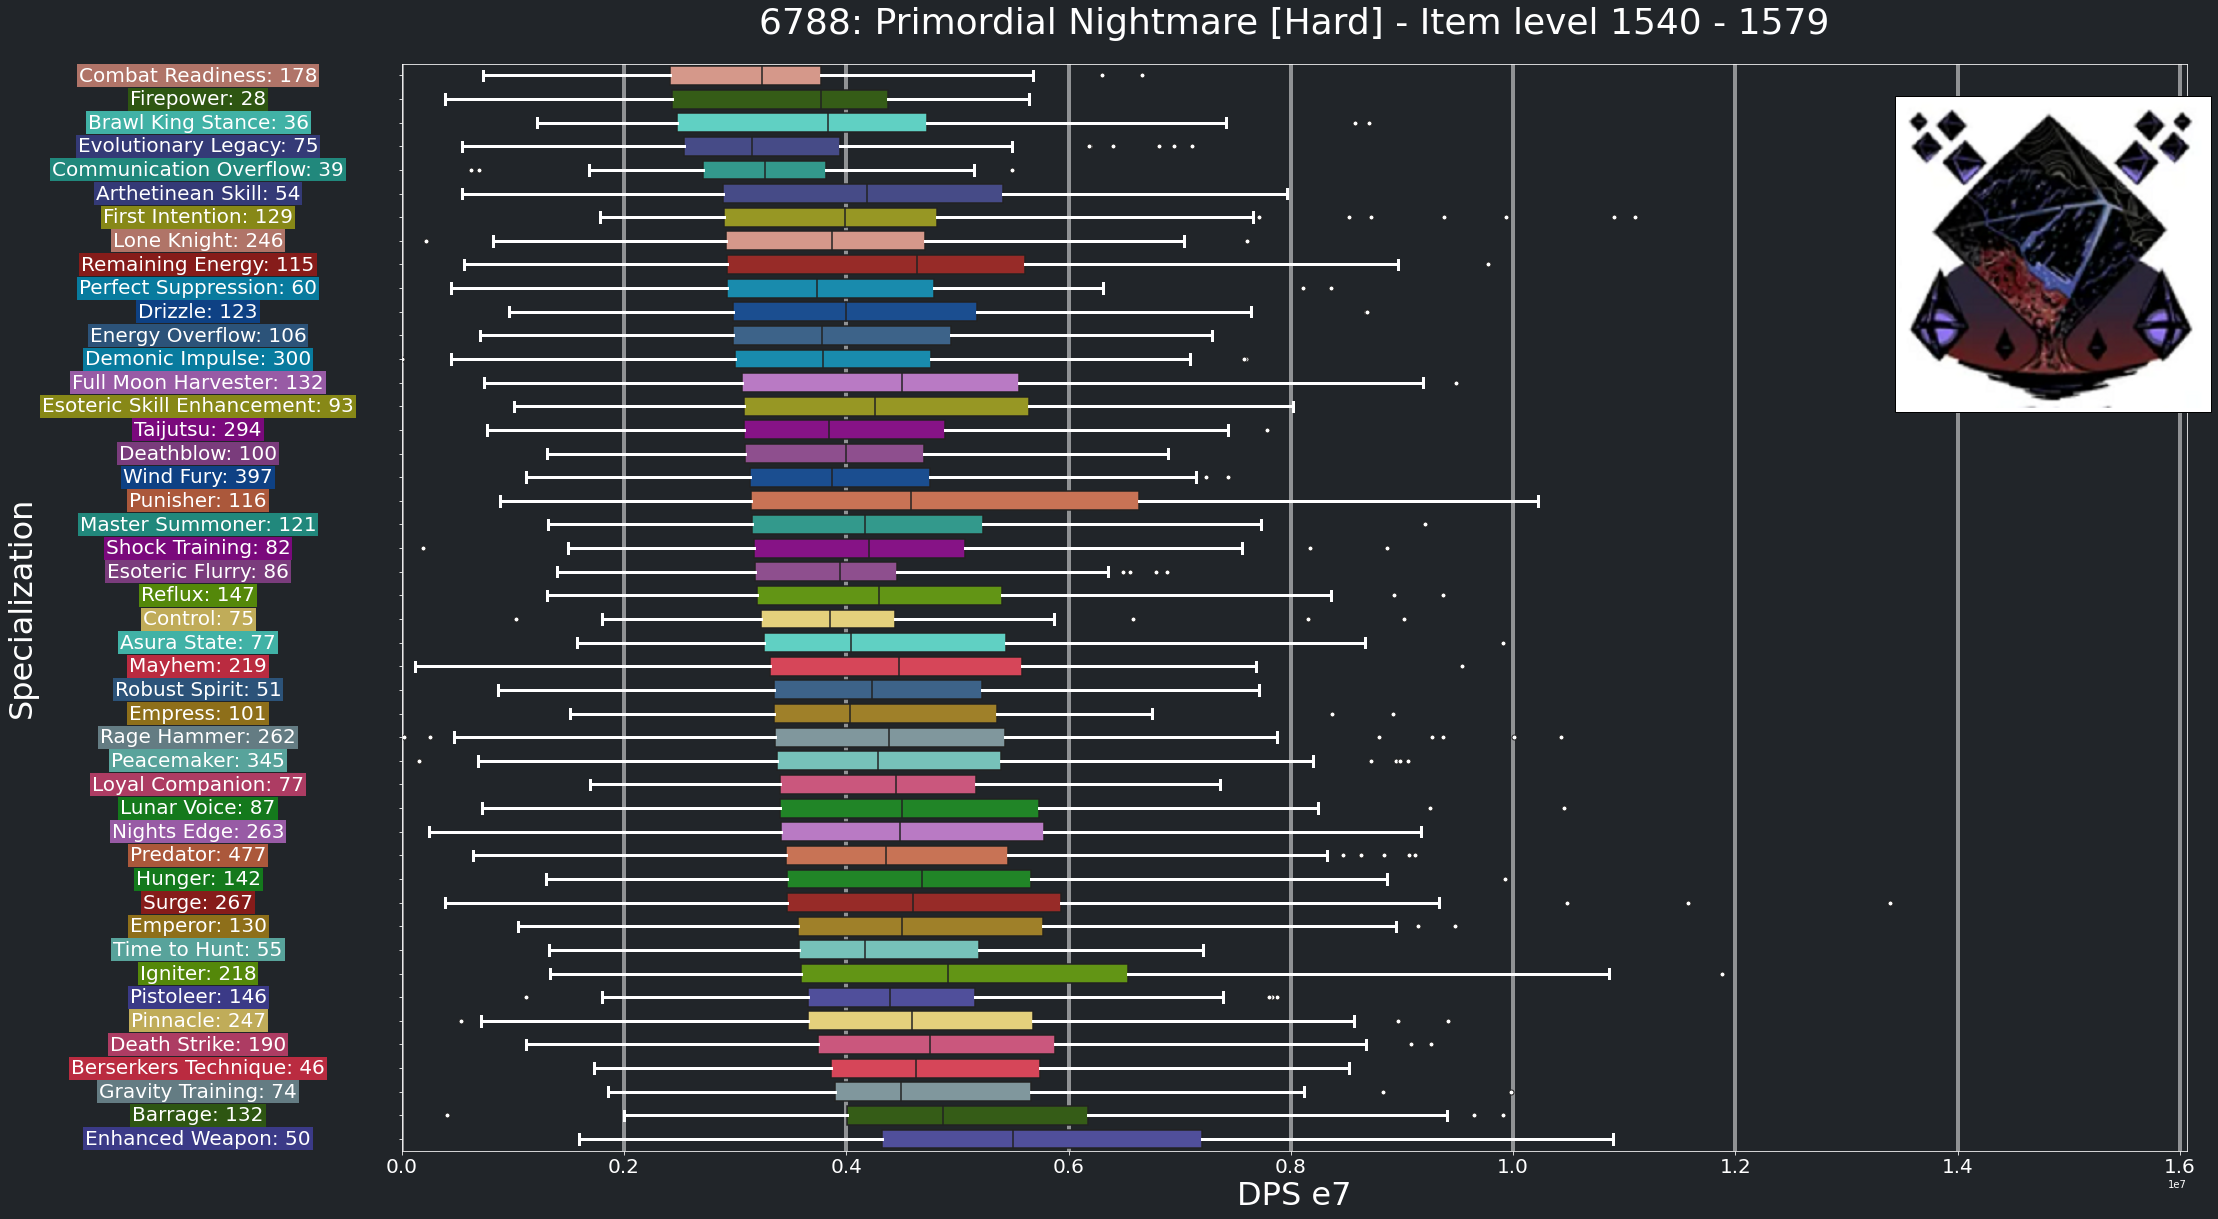 6788: Primordial Nightmare [Hard] - Item level 1540 - 1579
Combat Readiness: 178
Firepower: 28
Brawl King Stance: 36
Evolutionary Legacy: 75
Communication Overflow: 39
Arthetinean Skill: 54
First Intention: 129
Lone Knight: 246
Remaining Energy: 115
Perfect Suppression: 60
Drizzle: 123
Energy Overflow: 106
Demonic Impulse: 300
Full Moon Harvester: 132
Esoteric Skill Enhancement: 93
Taijutsu: 294
Deathblow: 100
Wind Fury: 397
Punisher: 116
Master Summoner: 121
Shock Training: 82
Esoteric Flurry: 86
Reflux: 147
Control: 75
Asura State: 77
Mayhem: 219
Robust Spirit: 51
Empress: 101
Rage Hammer: 262
Peacemaker: 345
Loyal Companion: 77
Lunar Voice: 87
Nights Edge: 263
Predator: 477
Hunger: 142
Surge: 267
Emperor: 130
Time to Hunt: 55
Igniter: 218
Pistoleer: 146
Pinnacle: 247
Death Strike: 190
Berserkers Technique: 46
Gravity Training: 74
Barrage: 132
Enhanced Weapon: 50
Specialization
0.0 0.2 0.4 0.6 0.8 1.0 1.2 1.4 1.6
1e7
DPS e7